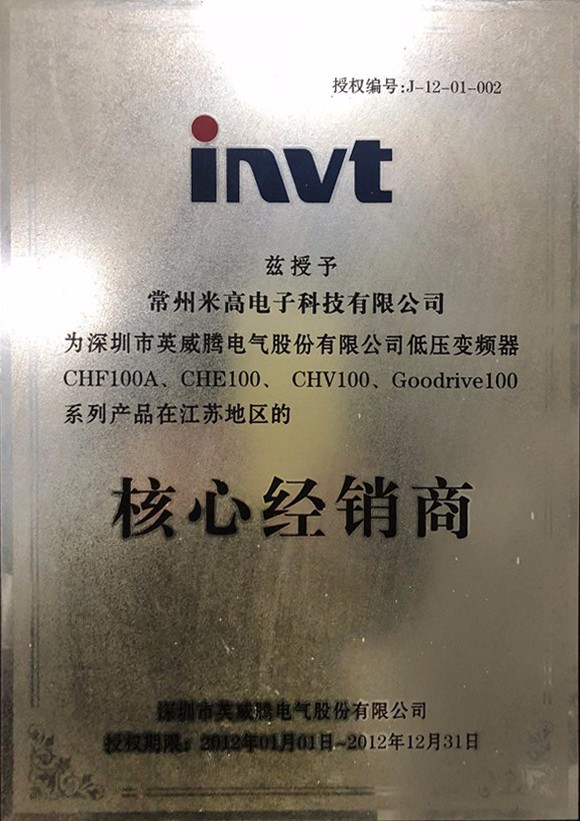 授权编号:J-12-01-002
invt
兹授予
常州米高电子科技有限公司
为深圳市英威腾电气股份有限公司低压变频器
CHF100A、CHE100、 CHV100、Goodrive100
系列产品在江苏地区的
核心经销商
深圳市英威腾电气股份有限公司
授权期限：2012年01月01日-2012年12月31日